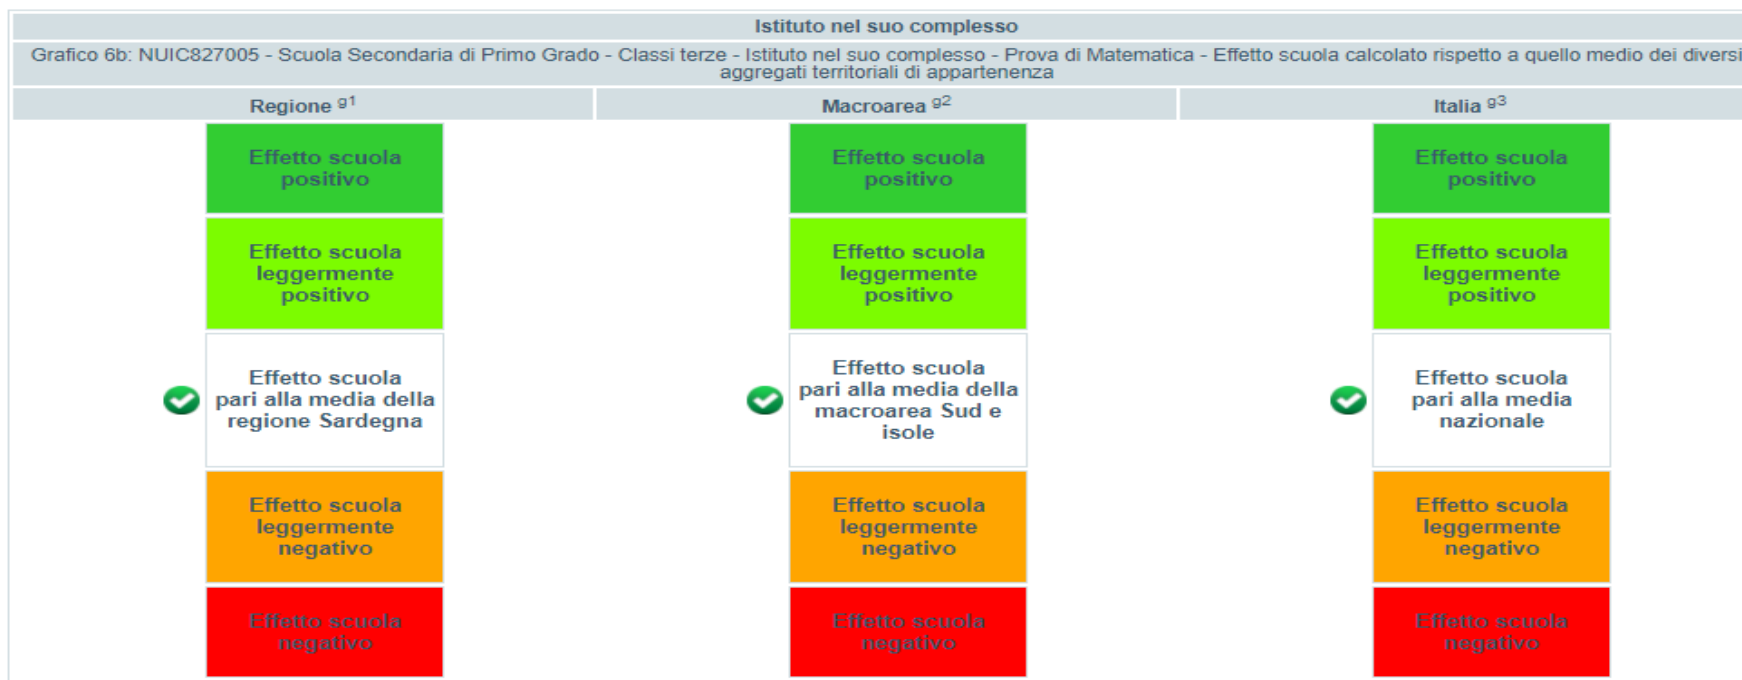 Istituto nel suo complesso
Grafico 6b: NUIC827005 - Scuola Secondaria di Primo Grado - Classi terze - Istituto nel suo complesso - Prova di Matematica - Effetto scuola calcolato rispetto a quello medio dei diversi
aggregati territoriali di appartenenza
Regione g1
Macroarea g2
Italia g3
Effetto scuola
positivo
Effetto scuola
positivo
Effetto scuola
positivo
Effetto scuola
leggermente
positivo
Effetto scuola
leggermente
positivo
Effetto scuola
leggermente
positivo
Effetto scuola
pari alla media della
regione Sardegna
Effetto scuola
pari alla media della
macroarea Sud e
isole
Effetto scuola
pari alla media
nazionale
Effetto scuola
leggermente
negativo
Effetto scuola
leggermente
negativo
Effetto scuola
leggermente
negativo
Effetto scuola
negativo
Effetto scuola
negativo
Effetto scuola
negativo